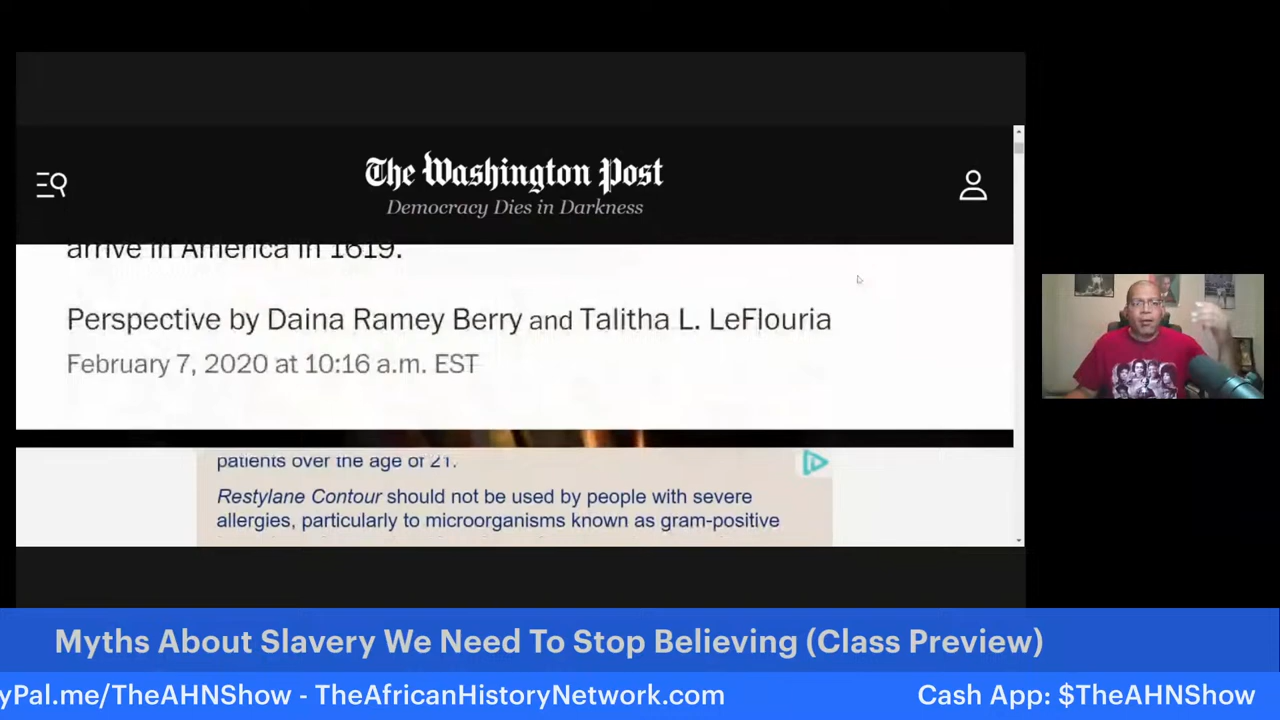 The Washington Post
Democracy Dies in Darkness
arrive in America in 1619.
Perspective by Daina Ramey Berry and Talitha L. LeFlouria
February 7, 2020 at 10:16 a.m. EST
patients over the age of 21.
Restylane Contour should not be used by people with severe
allergies, particularly to microorganisms known as gram-positive
Myths About Slavery We Need To Stop Believing (Class Preview)
yPal.me/TheAHNShow - TheAfricanHistoryNetwork.com
Cash App: $TheAHNShow